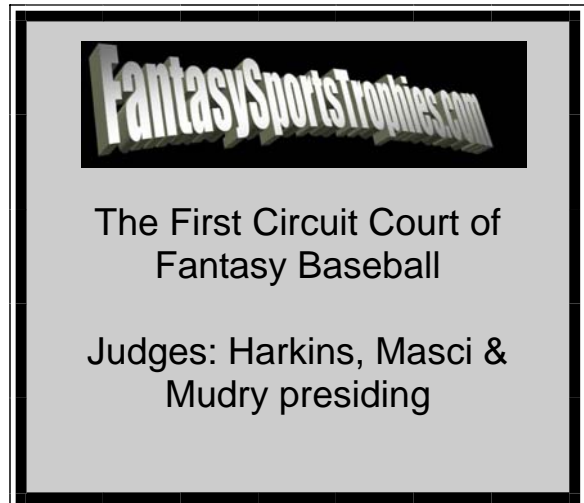 FantasySportsTrophies.com
The First Circuit Court of
Fantasy Baseball
Judges: Harkins, Masci &
Mudry presiding